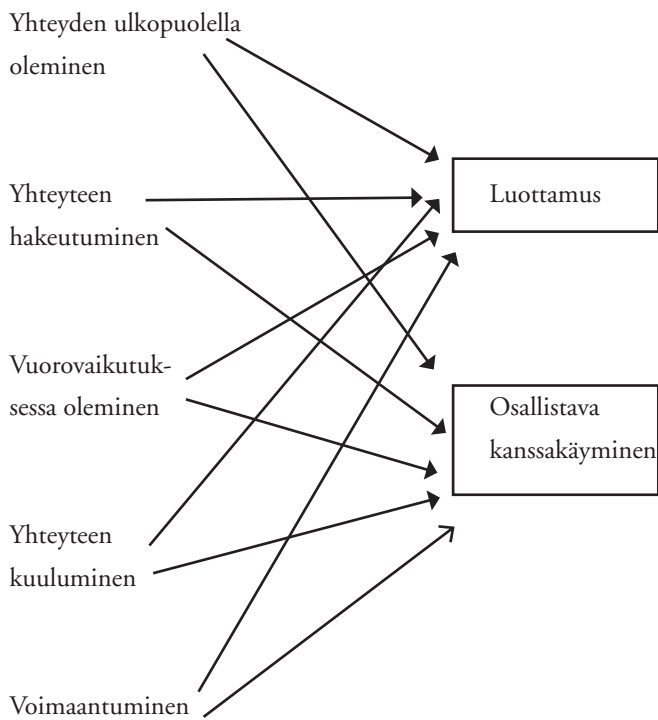 Yhteyden ulkopuolella
oleminen
Yhteyteen
hakeutuminen
Vuorovaikutuk-
sessa oleminen
Yhteyteen
kuuluminen
Voimaantuminen
Luottamus
Osallistava
kanssakäyminen